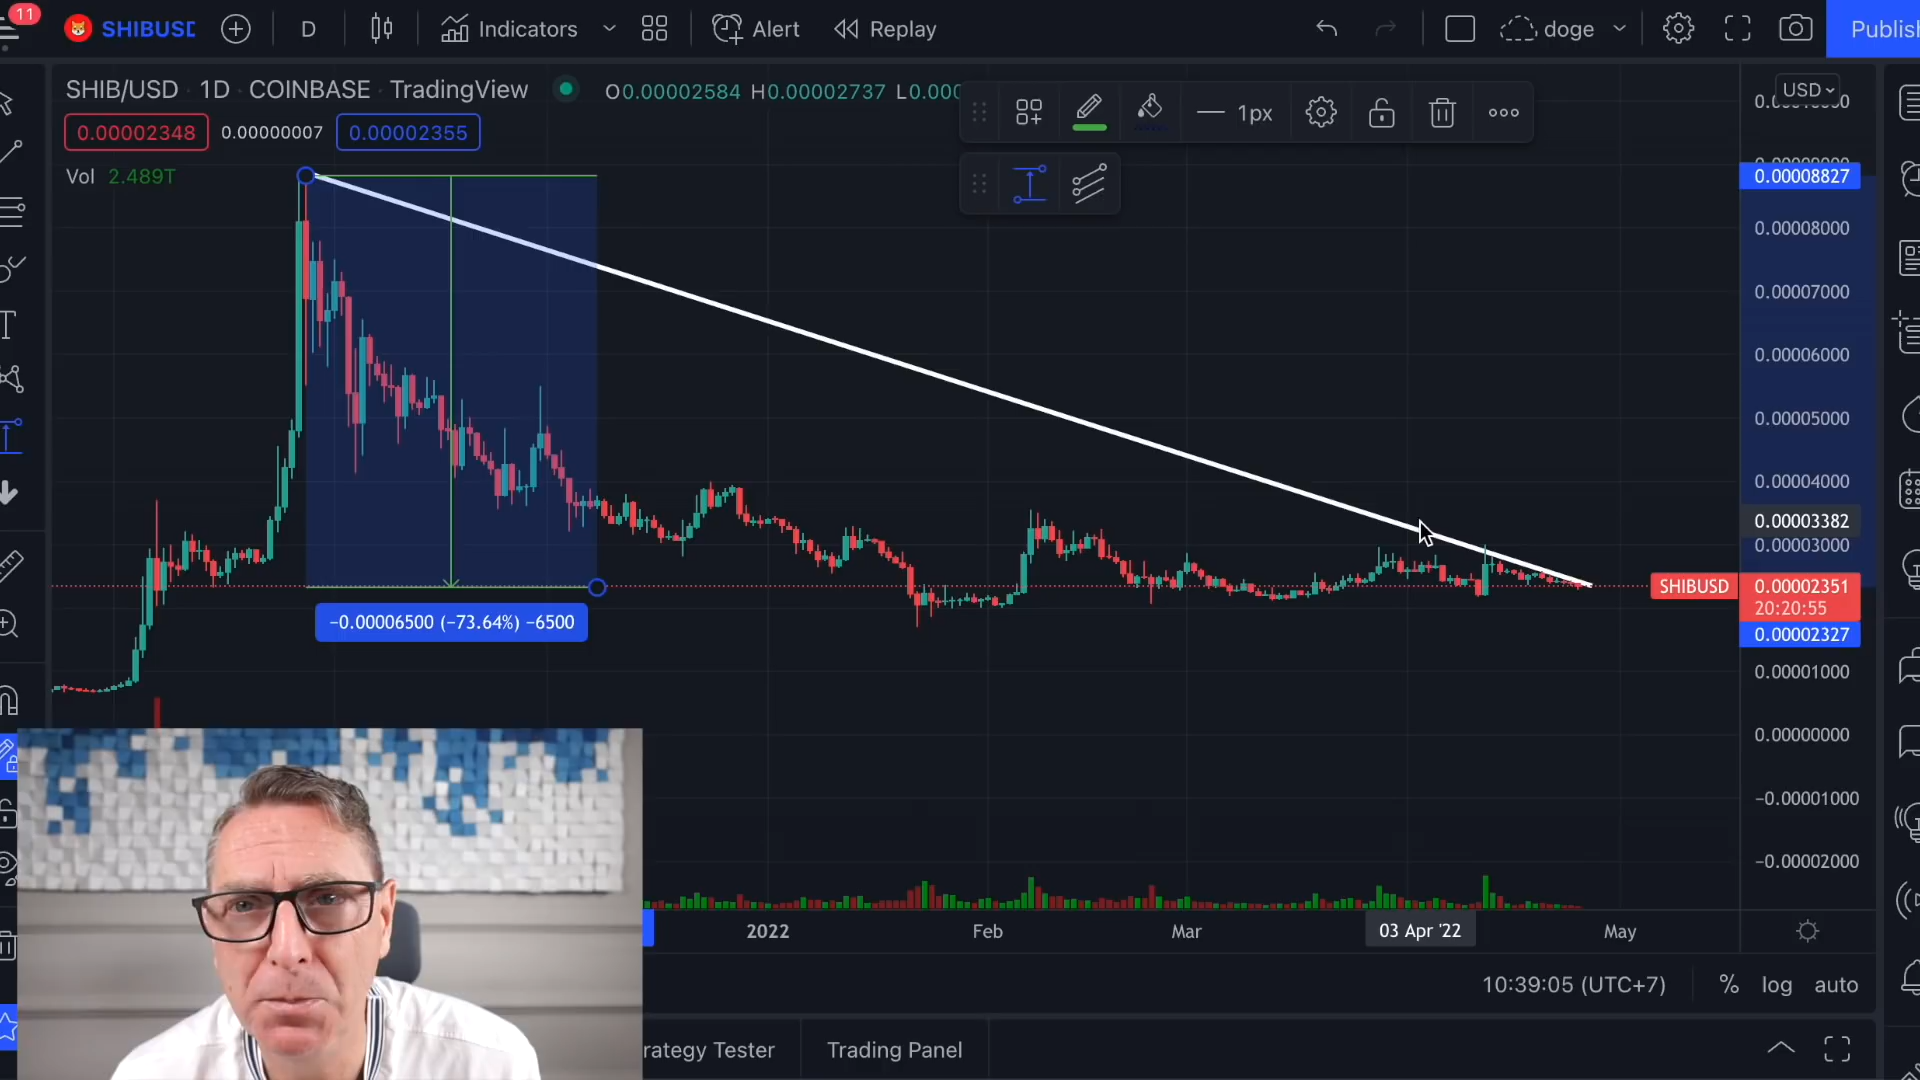 11
SHIBUSD
D
Indicators
Alert
Replay
doge
Publish
SHIB/USD · 1D · COINBASE · TradingView
O0.00002584 H0.00002737 L0.000
0.00002348
0.00000007
0.00002355
Vol 2.489T
1px
USD
0.00008827
0.00008000
0.00007000
0.00006000
0.00005000
0.00004000
0.00003382
0.00003000
SHIBUSD
0.00002351
20:20:55
0.00002327
0.00001000
0.00000000
−0.00001000
−0.00002000
−0.00006500 (−73.64%) −6500
2022
Feb
Mar
03 Apr '22
May
10:39:05 (UTC+7)
%
log
auto
rategy Tester
Trading Panel